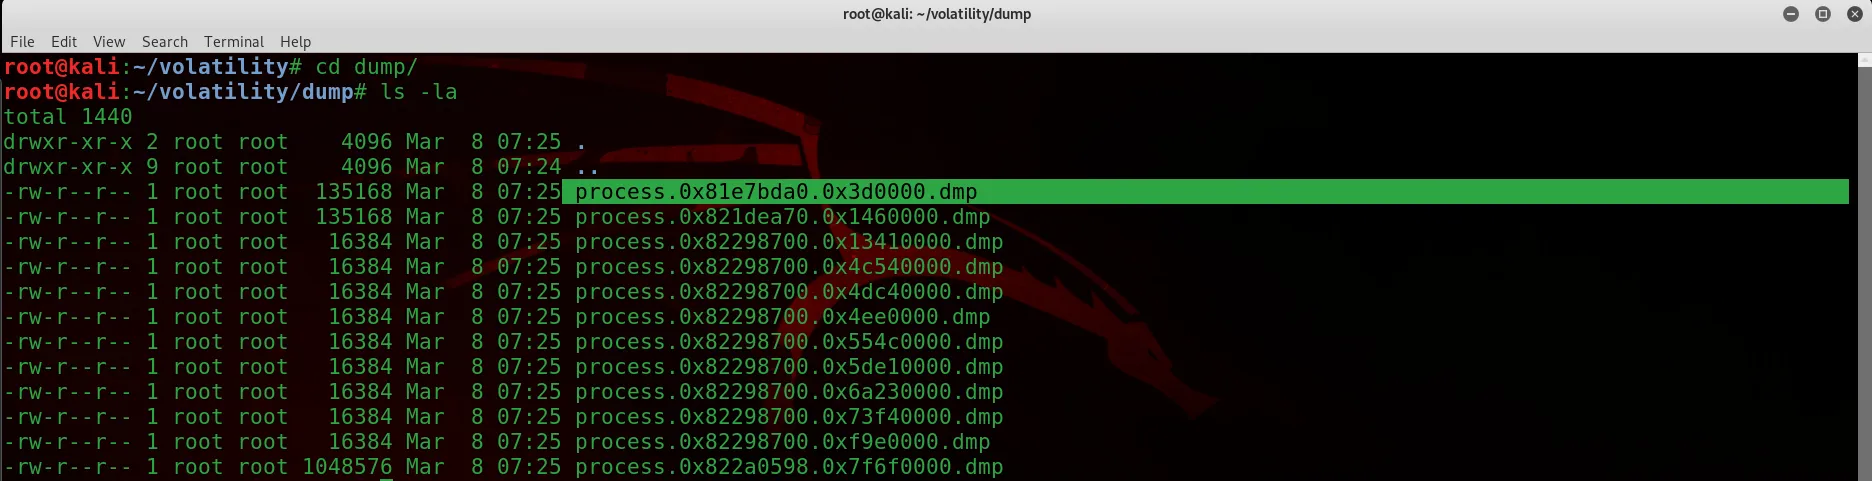 root@kali: ~/volatility/dump
File Edit View Search Terminal Help
root@kali:~/volatility# cd dump/
root@kali:~/volatility/dump# ls -la
total 1440
drwxr-xr-x 2 root root    4096 Mar  8 07:25 .
drwxr-xr-x 9 root root    4096 Mar  8 07:24 ..
-rw-r--r-- 1 root root  135168 Mar  8 07:25 process.0x81e7bda0.0x3d0000.dmp
-rw-r--r-- 1 root root  135168 Mar  8 07:25 process.0x821dea70.0x1460000.dmp
-rw-r--r-- 1 root root   16384 Mar  8 07:25 process.0x82298700.0x13410000.dmp
-rw-r--r-- 1 root root   16384 Mar  8 07:25 process.0x82298700.0x4c540000.dmp
-rw-r--r-- 1 root root   16384 Mar  8 07:25 process.0x82298700.0x4dc40000.dmp
-rw-r--r-- 1 root root   16384 Mar  8 07:25 process.0x82298700.0x4ee0000.dmp
-rw-r--r-- 1 root root   16384 Mar  8 07:25 process.0x82298700.0x554c0000.dmp
-rw-r--r-- 1 root root   16384 Mar  8 07:25 process.0x82298700.0x5de10000.dmp
-rw-r--r-- 1 root root   16384 Mar  8 07:25 process.0x82298700.0x6a230000.dmp
-rw-r--r-- 1 root root   16384 Mar  8 07:25 process.0x82298700.0x73f40000.dmp
-rw-r--r-- 1 root root   16384 Mar  8 07:25 process.0x82298700.0xf9e0000.dmp
-rw-r--r-- 1 root root 1048576 Mar  8 07:25 process.0x822a0598.0x7f6f0000.dmp